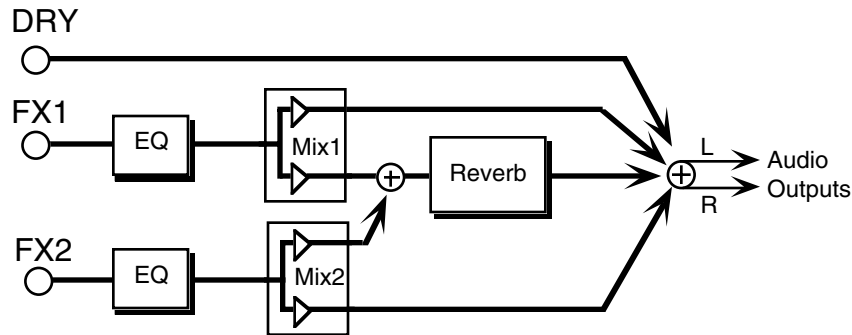 DRY
FX1
EQ
Mix1
Reverb
L
Audio
Outputs
R
FX2
EQ
Mix2